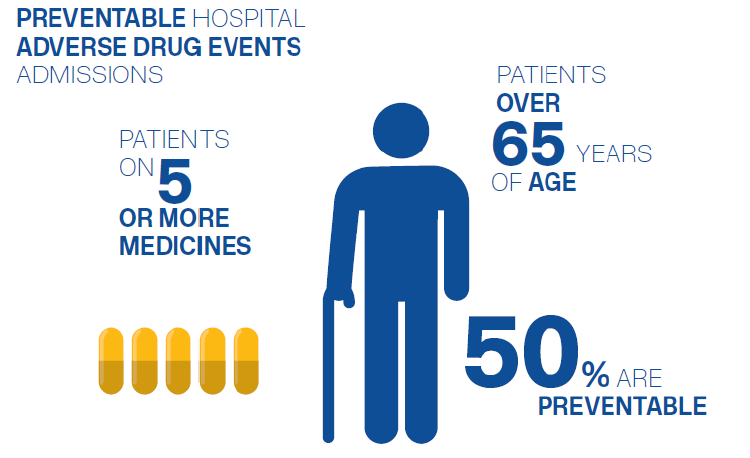 PREVENTABLE HOSPITAL
ADVERSE DRUG EVENTS
ADMISSIONS
PATIENTS
ON 5
OR MORE
MEDICINES
PATIENTS
OVER
65 YEARS
OF AGE
50% ARE
PREVENTABLE